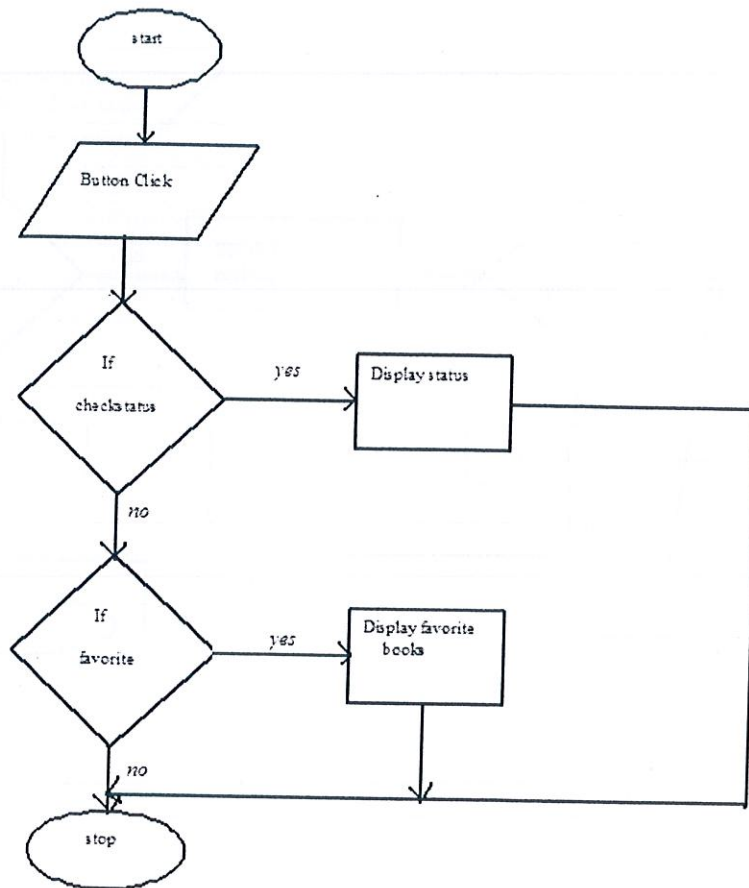 start
Button Click
If
checkstatus
yes
Display status
no
If
favorite
yes
Display favorite
books
no
stop